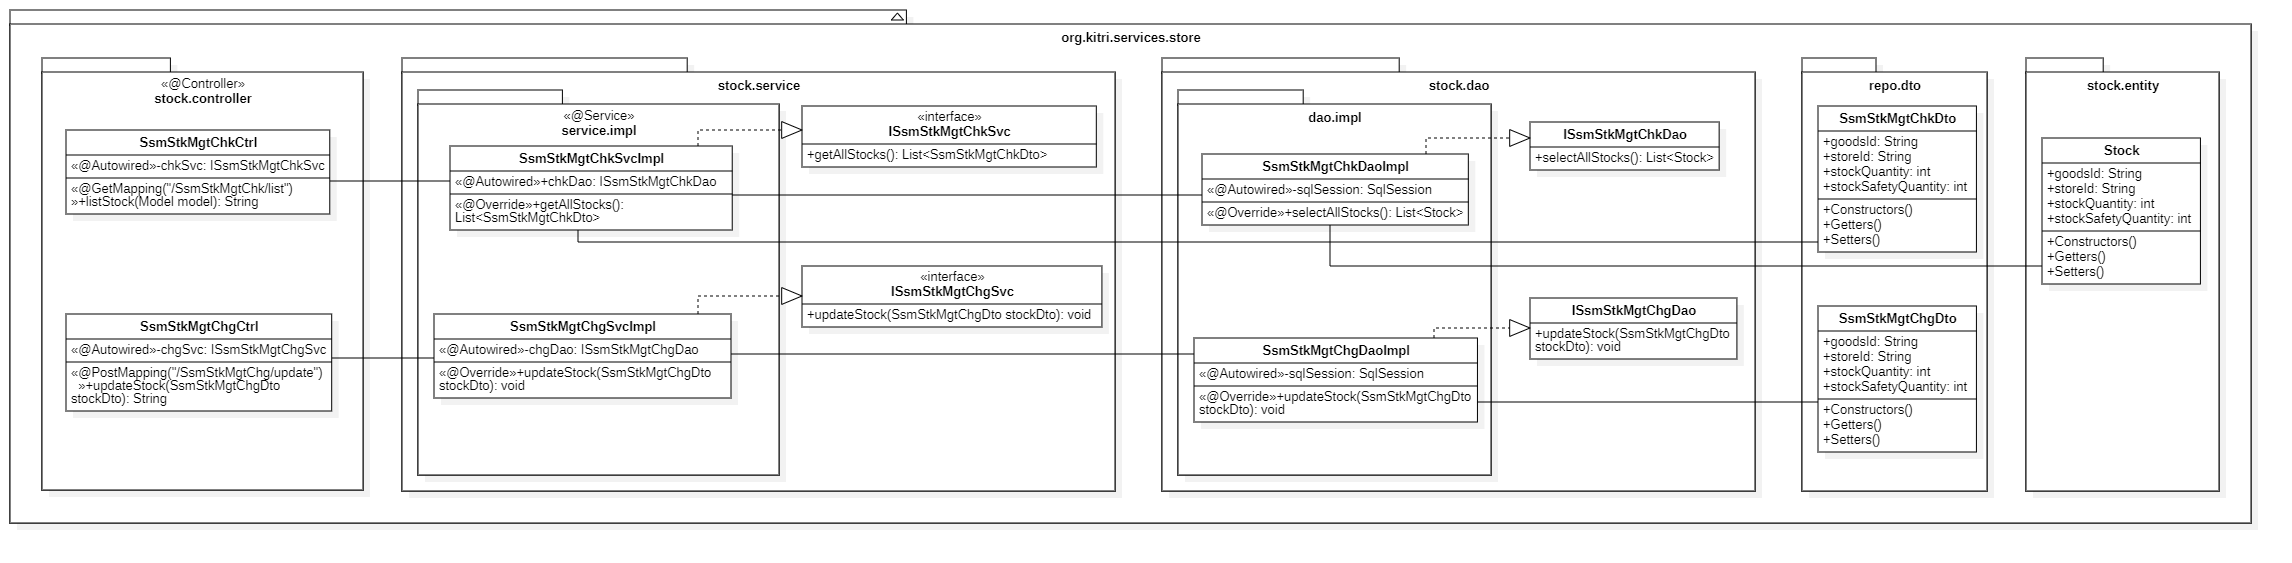 org.kitri.services.store
«@Controller»
stock.controller
SsmStkMgtChkCtrl
«@Autowired»-chkSvc: ISsmStkMgtChkSvc
«@GetMapping("/SsmStkMgtChk/list")
»+listStock(Model model): String
SsmStkMgtChgCtrl
«@Autowired»-chgSvc: ISsmStkMgtChgSvc
«@PostMapping("/SsmStkMgtChg/update")
»+updateStock(SsmStkMgtChgDto
stockDto): String
stock.service
«@Service»
service.impl
SsmStkMgtChkSvcImpl
«@Autowired»+chkDao: ISsmStkMgtChkDao
«@Override»+getAllStocks():
List<SsmStkMgtChkDto>
SsmStkMgtChgSvcImpl
«@Autowired»-chgDao: ISsmStkMgtChgDao
«@Override»+updateStock(SsmStkMgtChgDto
stockDto): void
«interface»
ISsmStkMgtChkSvc
+getAllStocks(): List<SsmStkMgtChkDto>
«interface»
ISsmStkMgtChgSvc
+updateStock(SsmStkMgtChgDto stockDto): void
stock.dao
dao.impl
SsmStkMgtChkDaoImpl
«@Autowired»-sqlSession: SqlSession
«@Override»+selectAllStocks(): List<Stock>
SsmStkMgtChgDaoImpl
«@Autowired»-sqlSession: SqlSession
«@Override»+updateStock(SsmStkMgtChgDto
stockDto): void
ISsmStkMgtChkDao
+selectAllStocks(): List<Stock>
ISsmStkMgtChgDao
+updateStock(SsmStkMgtChgDto
stockDto): void
repo.dto
SsmStkMgtChkDto
+goodsId: String
+storeId: String
+stockQuantity: int
+stockSafetyQuantity: int
+Constructors()
+Getters()
+Setters()
SsmStkMgtChgDto
+goodsId: String
+storeId: String
+stockQuantity: int
+stockSafetyQuantity: int
+Constructors()
+Getters()
+Setters()
stock.entity
Stock
+goodsId: String
+storeId: String
+stockQuantity: int
+stockSafetyQuantity: int
+Constructors()
+Getters()
+Setters()